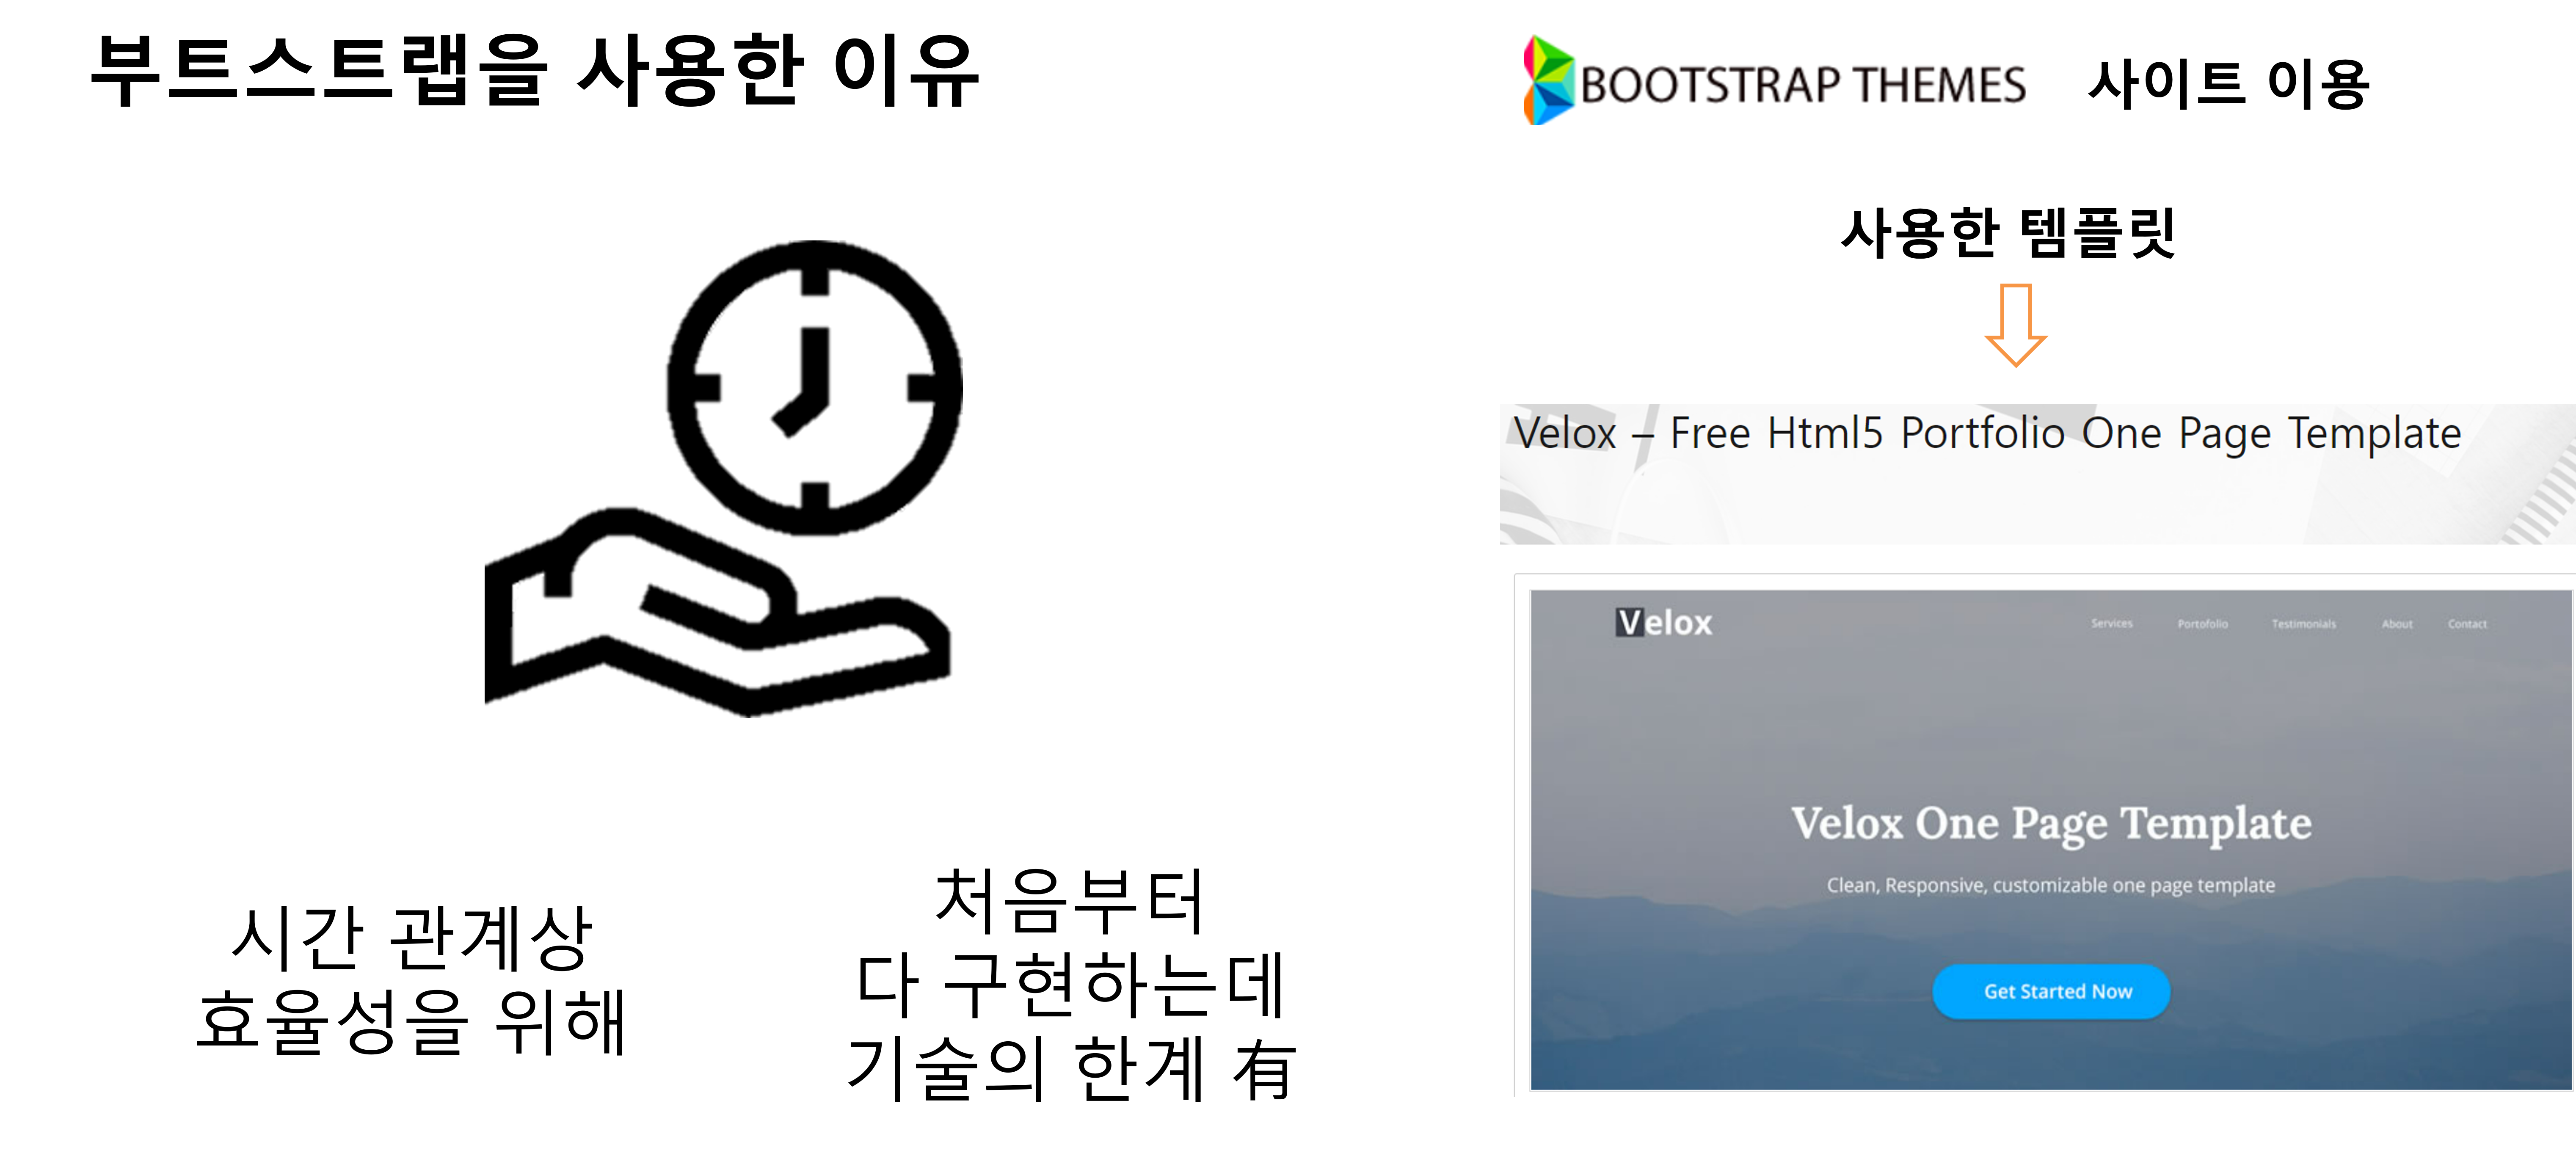 부트스트랩을 사용한 이유
시간 관계상
효율성을 위해
처음부터
다 구현하는데
기술의 한계 有
BOOTSTRAP THEMES 사이트 이용
사용한 템플릿
Velox – Free Html5 Portfolio One Page Template
Velox Services Portofolio Testimonials About Contact
Velox One Page Template
Clean, Responsive, customizable one page template
Get Started Now